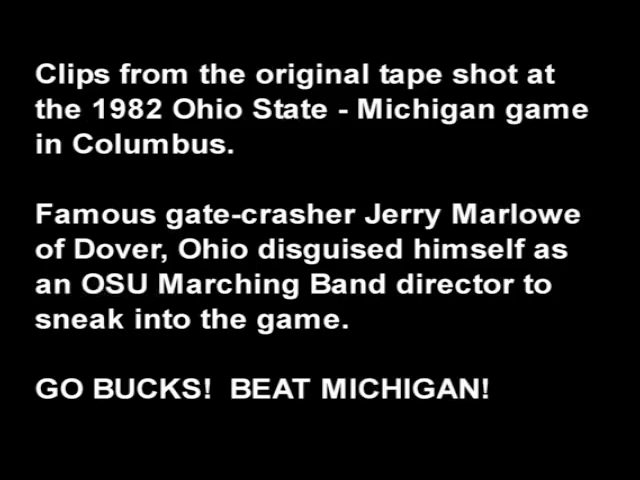 Clips from the original tape shot at
the 1982 Ohio State - Michigan game
in Columbus.
Famous gate-crasher Jerry Marlowe
of Dover, Ohio disguised himself as
an OSU Marching Band director to
sneak into the game.
GO BUCKS!  BEAT MICHIGAN!